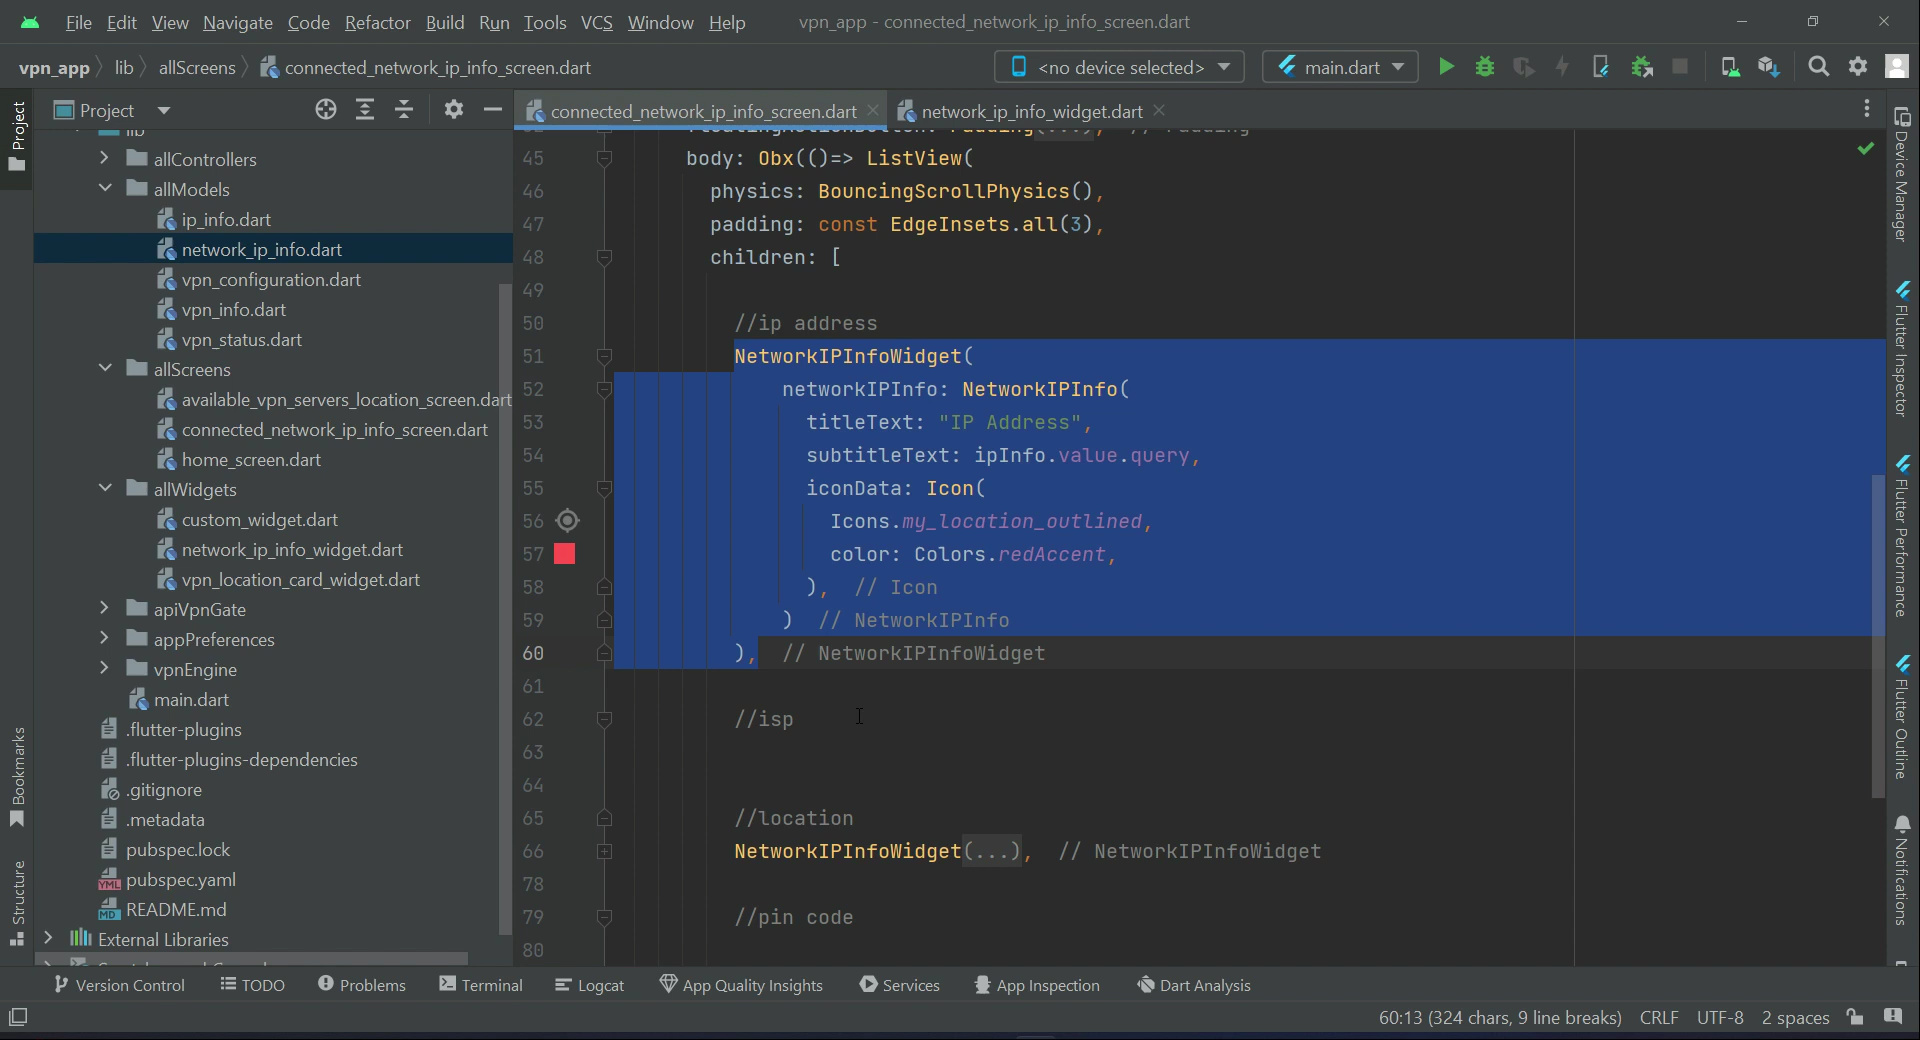 File Edit View Navigate Code Refactor Build Run Tools VCS Window Help vpn_app - connected_network_ip_info_screen.dart
vpn_app lib allScreens connected_network_ip_info_screen.dart <no device selected> main.dart
Project
Project
connected_network_ip_info_screen.dart network_ip_info_widget.dart
lib
allControllers
allModels
ip_info.dart
network_ip_info.dart
vpn_configuration.dart
vpn_info.dart
vpn_status.dart
allScreens
available_vpn_servers_location_screen.dart
connected_network_ip_info_screen.dart
home_screen.dart
allWidgets
custom_widget.dart
network_ip_info_widget.dart
vpn_location_card_widget.dart
apiVpnGate
appPreferences
vpnEngine
main.dart
.flutter-plugins
.flutter-plugins-dependencies
.gitignore
.metadata
pubspec.lock
pubspec.yaml
README.md
External Libraries
Bookmarks
Structure
45 body: Obx(()=> ListView(
46 physics: BouncingScrollPhysics(),
47 padding: const EdgeInsets.all(3),
48 children: [
49
50 //ip address
51 NetworkIPInfoWidget(
52 networkIPInfo: NetworkIPInfo(
53 titleText: "IP Address",
54 subtitleText: ipInfo.value.query,
55 iconData: Icon(
56 Icons.my_location_outlined,
57 color: Colors.redAccent,
58 ), // Icon
59 ) // NetworkIPInfo
60 ), // NetworkIPInfoWidget
61
62 //isp
63
64
65 //location
66 NetworkIPInfoWidget(...), // NetworkIPInfoWidget
78
79 //pin code
80
Device Manager
Flutter Inspector
Flutter Performance
Flutter Outline
Notifications
Version Control TODO Problems Terminal Logcat App Quality Insights Services App Inspection Dart Analysis
60:13 (324 chars, 9 line breaks) CRLF UTF-8 2 spaces